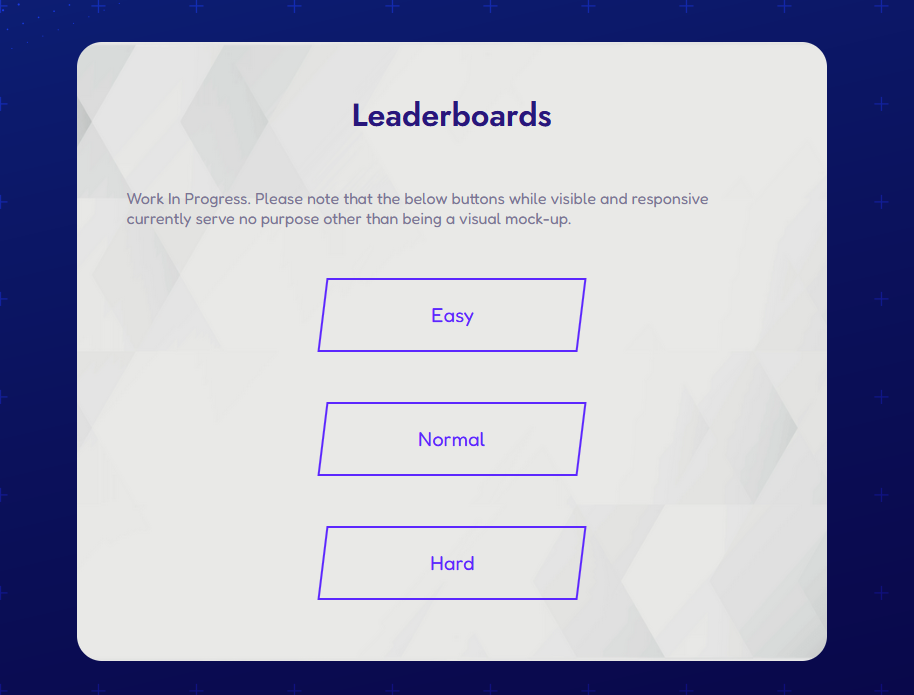 Leaderboards
Work In Progress. Please note that the below buttons while visible and responsive
currently serve no purpose other than being a visual mock-up.
Easy
Normal
Hard